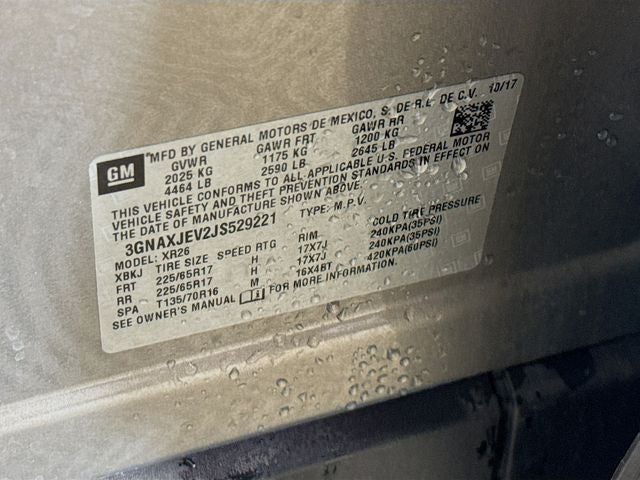 GM
MFD BY GENERAL MOTORS DE MEXICO, S. DE R.L. DE C.V. 10/17
GVWR GAWR FRT GAWR RR
2025 KG 1175 KG 1200 KG
4464 LB 2590 LB 2645 LB
THIS VEHICLE CONFORMS TO ALL APPLICABLE U.S. FEDERAL MOTOR
VEHICLE SAFETY AND THEFT PREVENTION STANDARDS IN EFFECT ON
THE DATE OF MANUFACTURE SHOWN ABOVE.
3GNAXJEV2JS529221 TYPE: M.P.V.
MODEL: XR26
XBKJ TIRE SIZE SPEED RTG RIM COLD TIRE PRESSURE
FRT 225/65R17 H 17X7J 240KPA(35PSI)
RR 225/65R17 H 17X7J 240KPA(35PSI)
SPA T135/70R16 M 16X4BT 420KPA(60PSI)
SEE OWNER'S MANUAL FOR MORE INFORMATION.